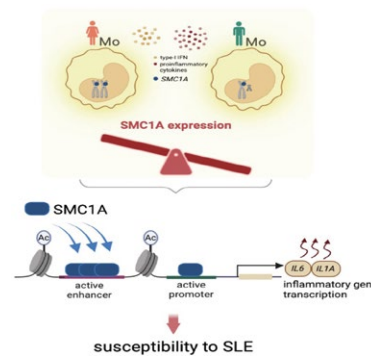 Mo
Mo
type-I IFN
proinflammatory
cytokines
SMC1A
SMC1A expression
SMC1A
Ac
Ac
active
enhancer
active
promoter
IL6
IL1A
inflammatory gen
transcription
susceptibility to SLE